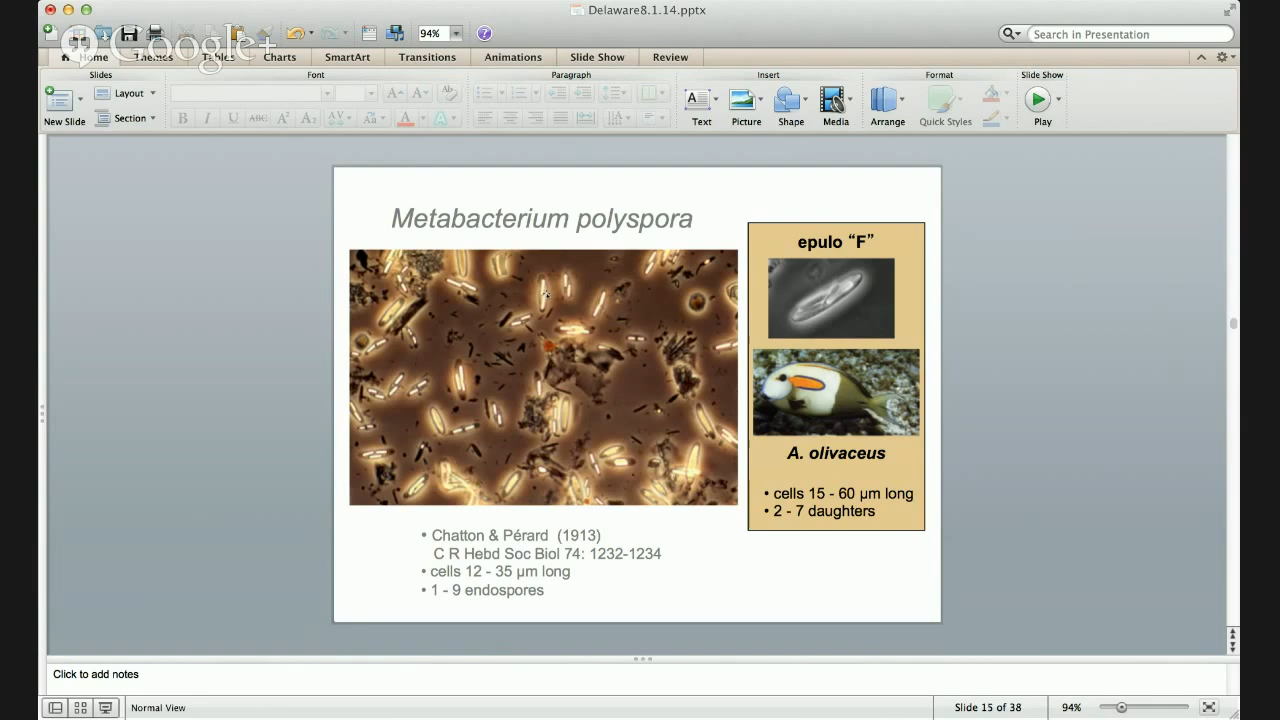 Delaware8.1.14.pptx
Google+
94%
Search in Presentation
Home Themes Tables Charts SmartArt Transitions Animations Slide Show Review
Slides Font Paragraph Insert Format Slide Show
New Slide
Layout
Section
Text Picture Shape Media Arrange Quick Styles Play
Metabacterium polyspora
• Chatton & Pérard (1913)
C R Hebd Soc Biol 74: 1232-1234
• cells 12 - 35 µm long
• 1 - 9 endospores
epulo “F”
A. olivaceus
• cells 15 - 60 µm long
• 2 - 7 daughters
Click to add notes
Normal View
Slide 15 of 38
94%